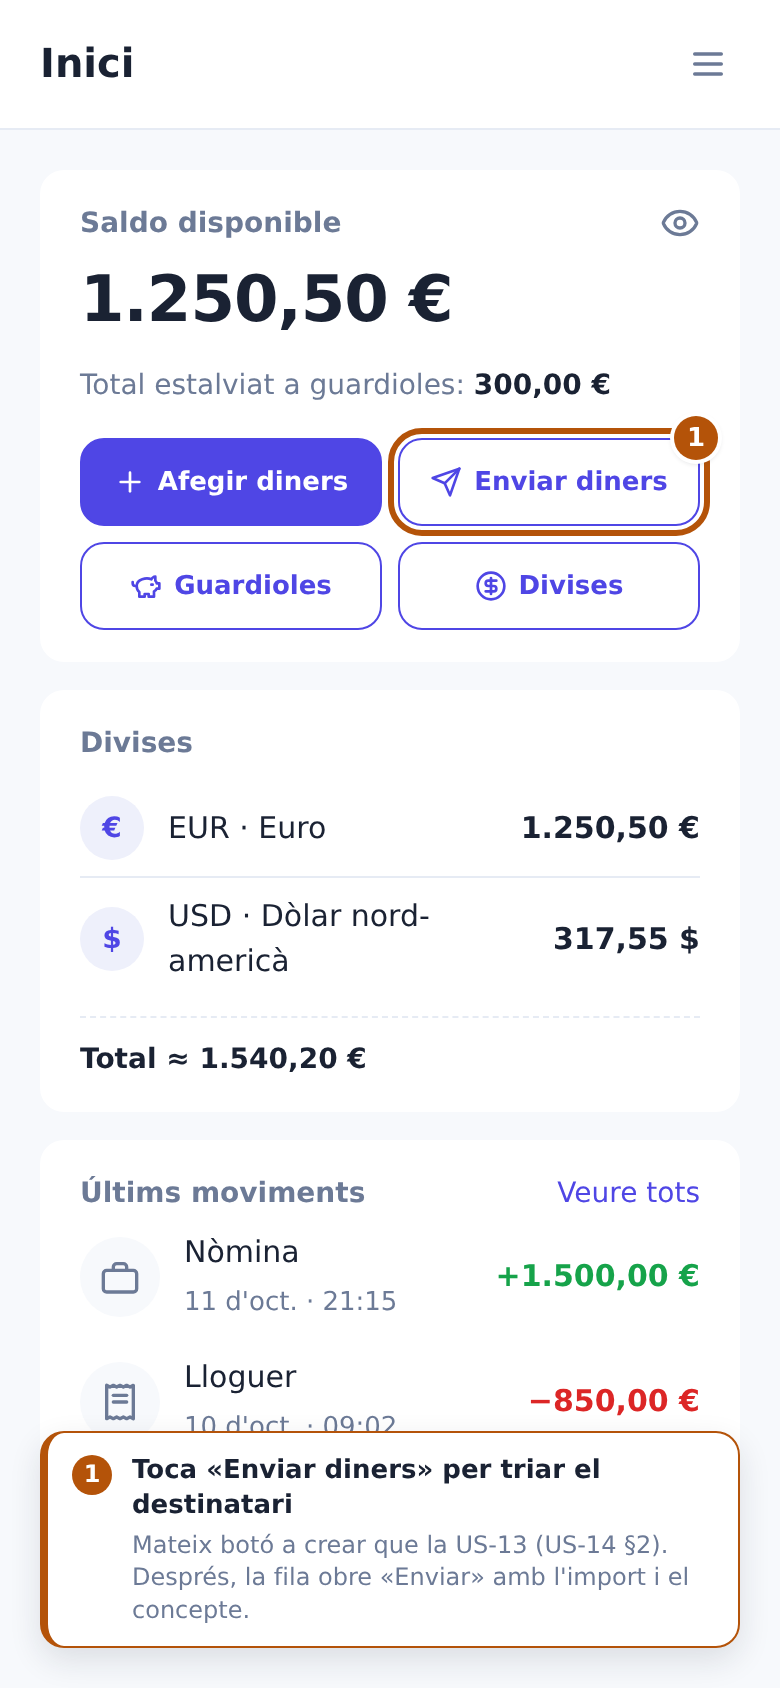 Inici
Saldo disponible
1.250,50 €
Total estalviat a guardioles: 300,00 €
1
Afegir diners
Enviar diners
Guardioles
Divises
Divises
€ EUR · Euro 1.250,50 €
$ USD · Dòlar nord-
americà 317,55 $
Total ≈ 1.540,20 €
Últims moviments Veure tots
Nòmina
11 d'oct. · 21:15
+1.500,00 €
Lloguer
10 d'oct. · 09:02
−850,00 €
1 Toca «Enviar diners» per triar el
destinatari
Mateix botó a crear que la US-13 (US-14 §2).
Després, la fila obre «Enviar» amb l'import i el
concepte.